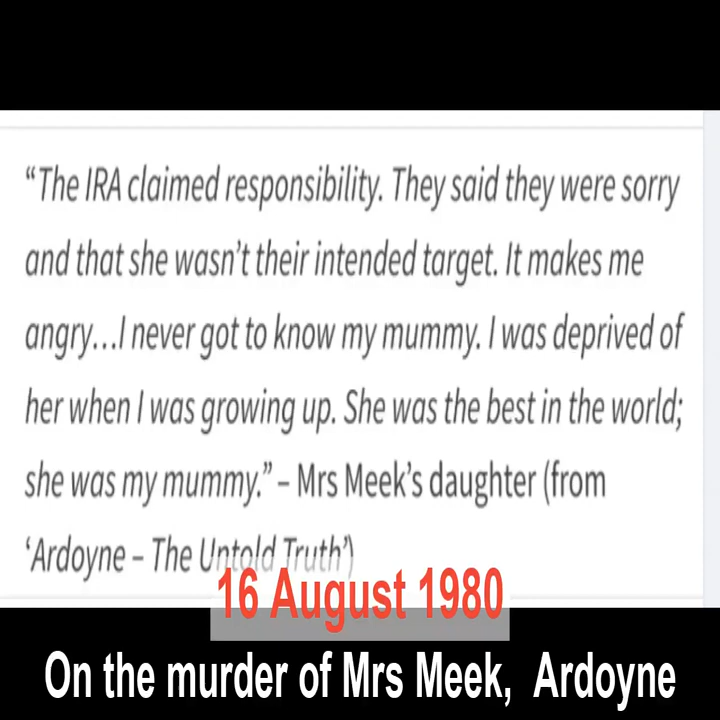 “The IRA claimed responsibility. They said they were sorry
and that she wasn’t their intended target. It makes me
angry…I never got to know my mummy. I was deprived of
her when I was growing up. She was the best in the world;
she was my mummy.” – Mrs Meek’s daughter (from
‘Ardoyne – The Untold Truth’)
16 August 1980
On the murder of Mrs Meek, Ardoyne